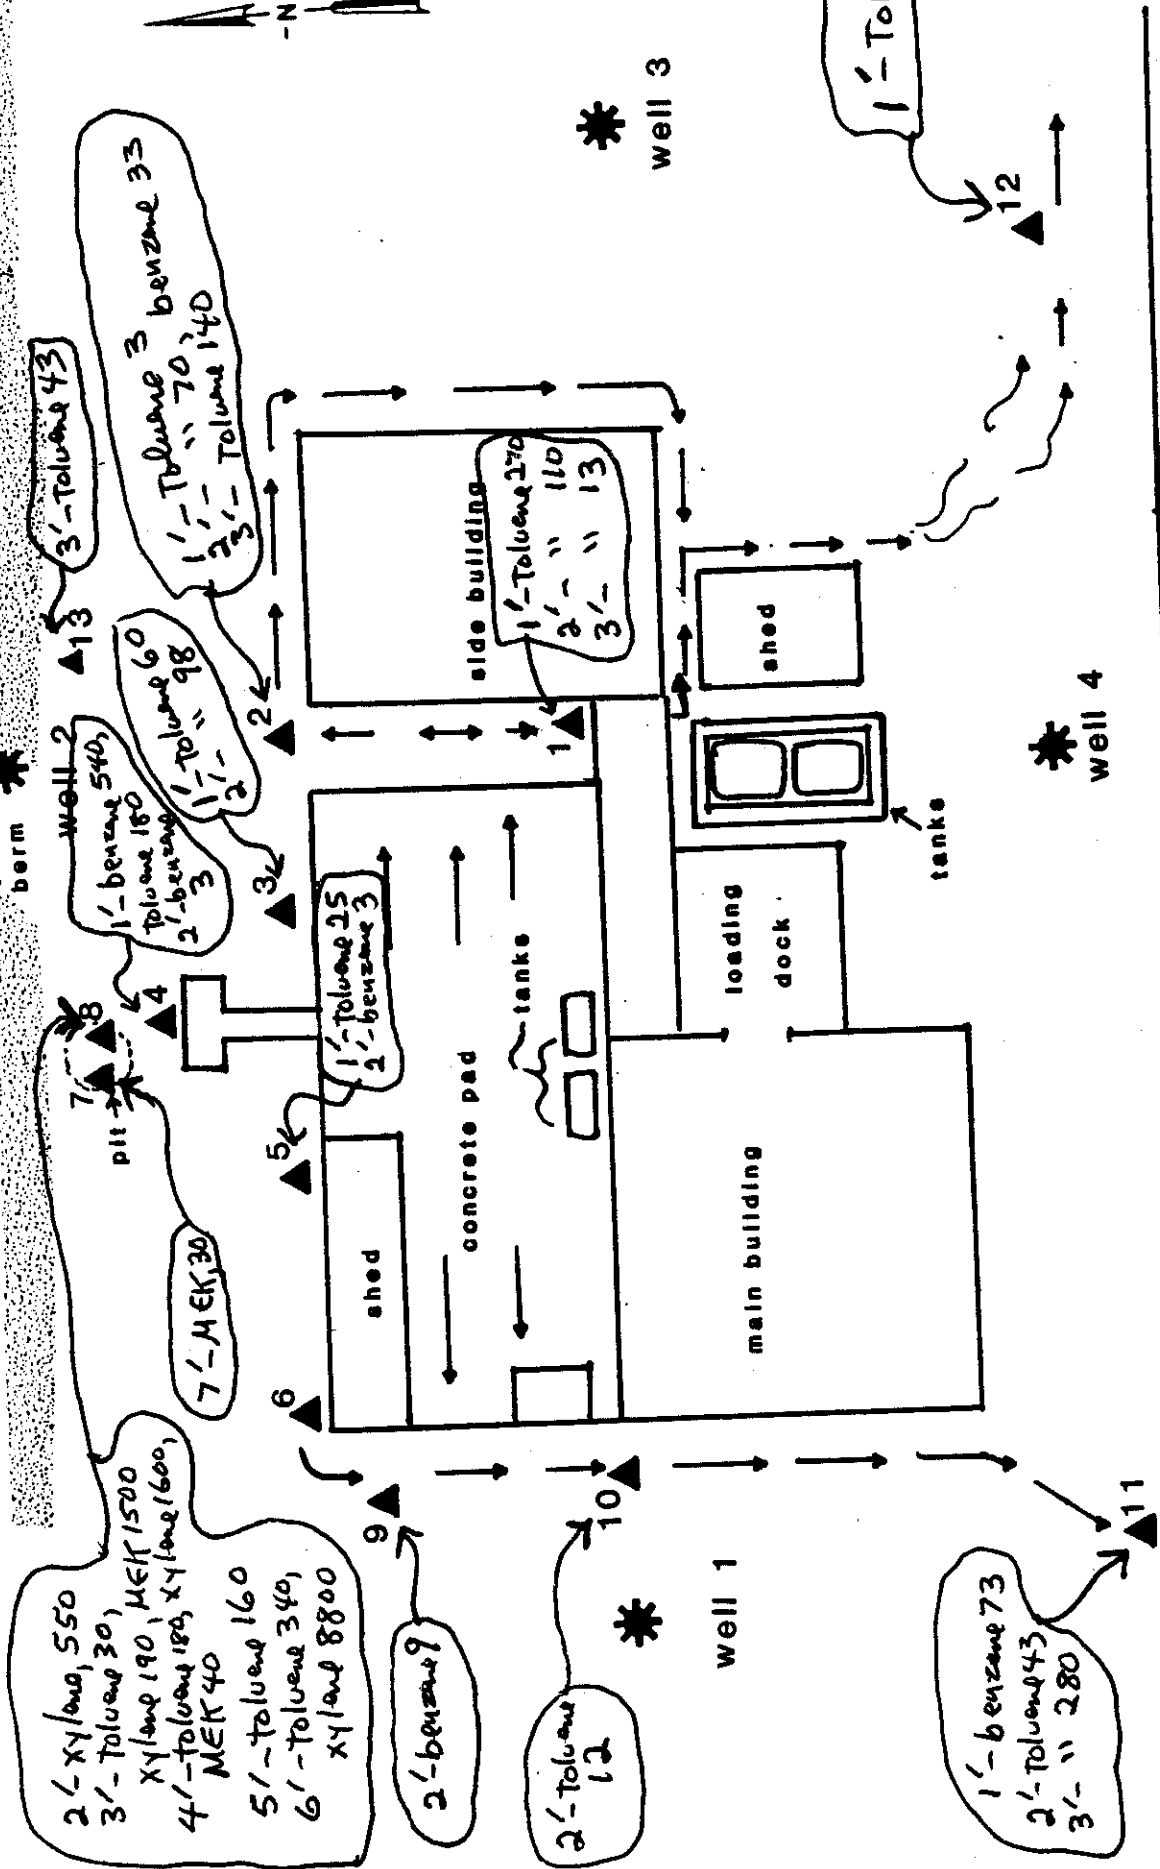 2'-xylene, 550
3'-Toluene 30,
xylene 190, MEK 1500
4'-toluene 180, xylene 1600,
MEK 40
5'-toluene 160
6'-toluene 340,
xylene 8800
7'-MEK, 30
pit
7
8
4
1'-benzene 540,
toluene 180
2'-benzene
3
berm
well 2
13
3'-Toluene 43
1'-Toluene 60
2'- " 98
1'-Toluene 3 benzene 33
2'- " 70,
3'-Toluene 140
N
6
5
3
2
1'-Toluene 25
2'-benzene 3
9
2'-benzene 9
shed
concrete pad
tanks
side building
1'-Toluene 270
2'- " 110
3'- " 13
1
10
2'-Toluene
12
well 1
main building
loading
dock
tanks
shed
well 3
well 4
12
1'-Tol
11
1'-benzene 73
2'-Toluene 43
3'- " 280